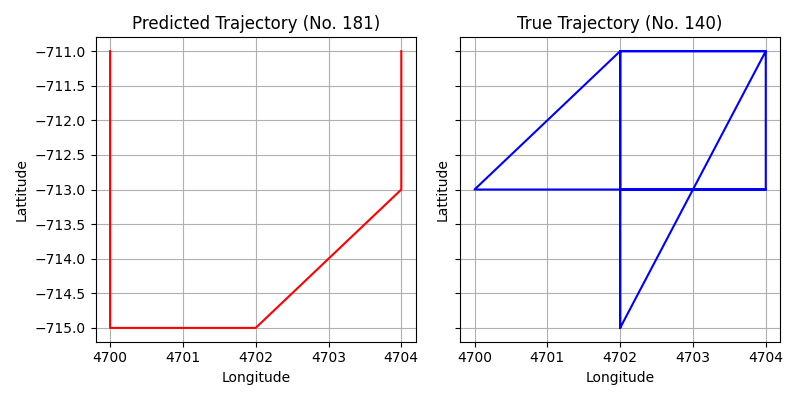 Predicted Trajectory (No. 181)
True Trajectory (No. 140)
−711.0
−711.5
−712.0
−712.5
−713.0
−713.5
−714.0
−714.5
−715.0
Lattitude
Lattitude
4700 4701 4702 4703 4704
4700 4701 4702 4703 4704
Longitude
Longitude